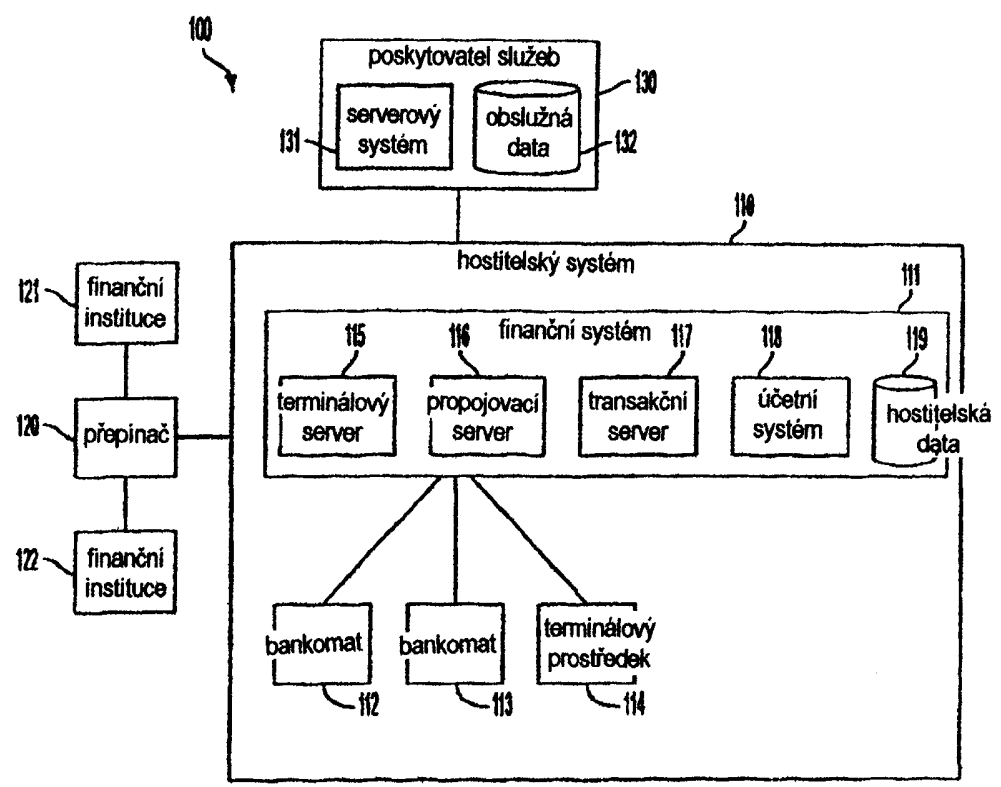 100
poskytovatel služeb
130
serverový
systém
131
obslužná
data
132
110
hostitelský systém
121
finanční
instituce
111
finanční systém
115
116
117
118
119
terminálový
server
propojovací
server
transakční
server
účetní
systém
hostitelská
data
120
přepínač
122
finanční
instituce
bankomat
bankomat
terminálový
prostředek
112
113
114